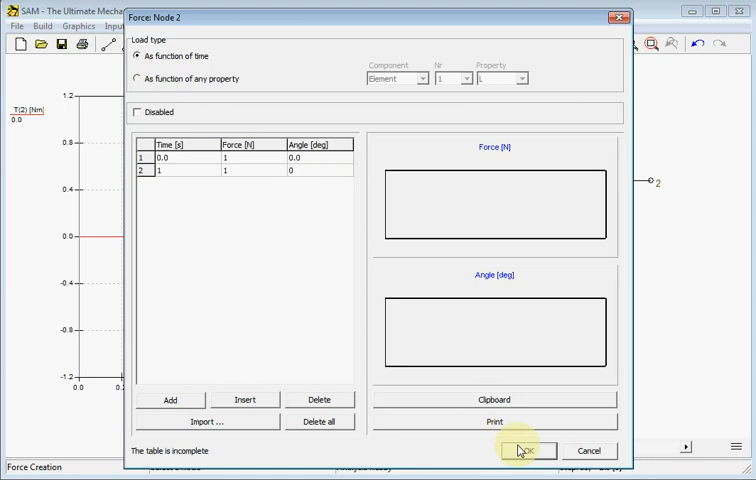 SAM - The Ultimate Mecha
Force: Node 2
File Build Graphics Input
Load type
As function of time
As function of any property
Component
Nr
Property
Element
1
L
Disabled
T(2) [Nm]
0.0
1.2
0.8
0.4
0.0
-0.4
-0.8
-1.2
0.0
Time [s] Force [N] Angle [deg]
1 0.0 1 0.0
2 1 1 0
Force [N]
Angle [deg]
2
Add
Insert
Delete
Clipboard
Import ...
Delete all
Print
The table is incomplete
OK
Cancel
Force Creation